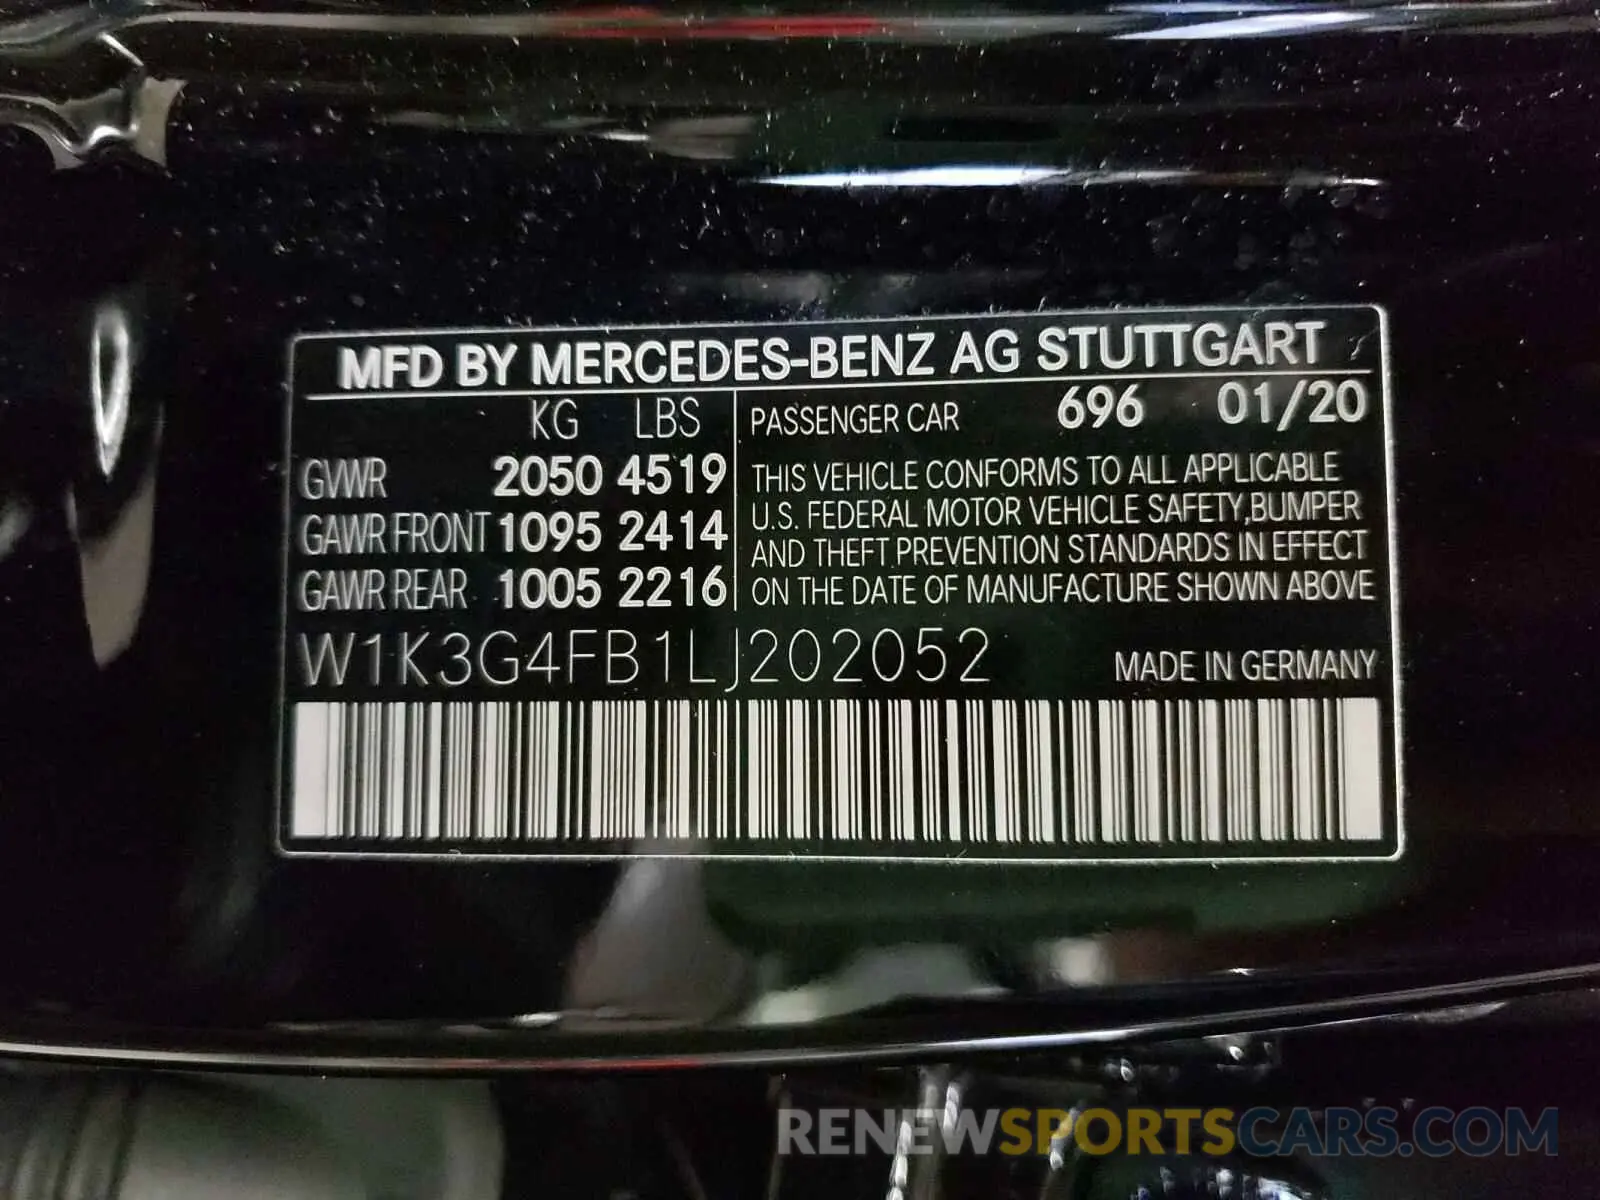 MFD BY MERCEDES-BENZ AG STUTTGART
KG LBS
GVWR 2050 4519
GAWR FRONT 1095 2414
GAWR REAR 1005 2216
PASSENGER CAR 696 01/20
THIS VEHICLE CONFORMS TO ALL APPLICABLE
U.S. FEDERAL MOTOR VEHICLE SAFETY,BUMPER
AND THEFT PREVENTION STANDARDS IN EFFECT
ON THE DATE OF MANUFACTURE SHOWN ABOVE
W1K3G4FB1LJ202052
MADE IN GERMANY
RENEWSPORTSCARS.COM